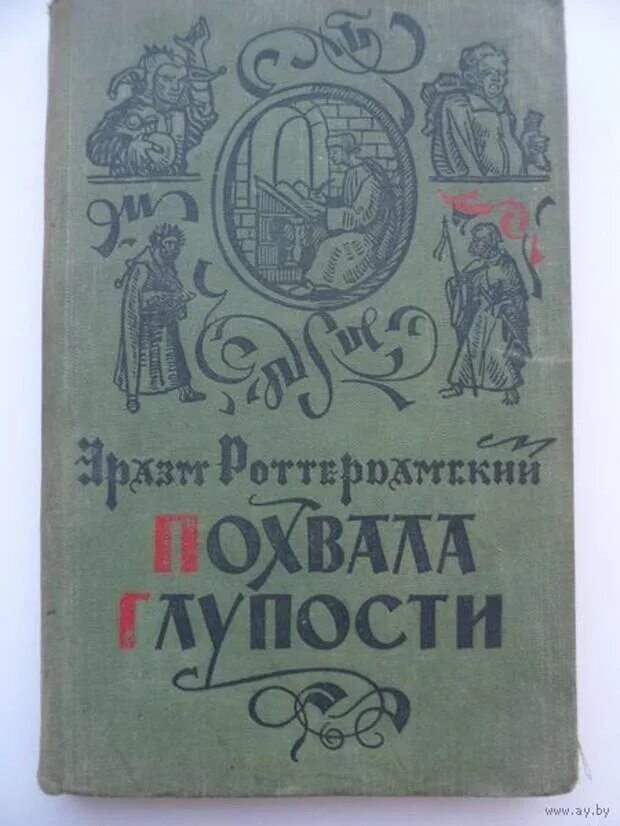 Эразм Роттердамский
Похвала
Глупости
www.ay.by